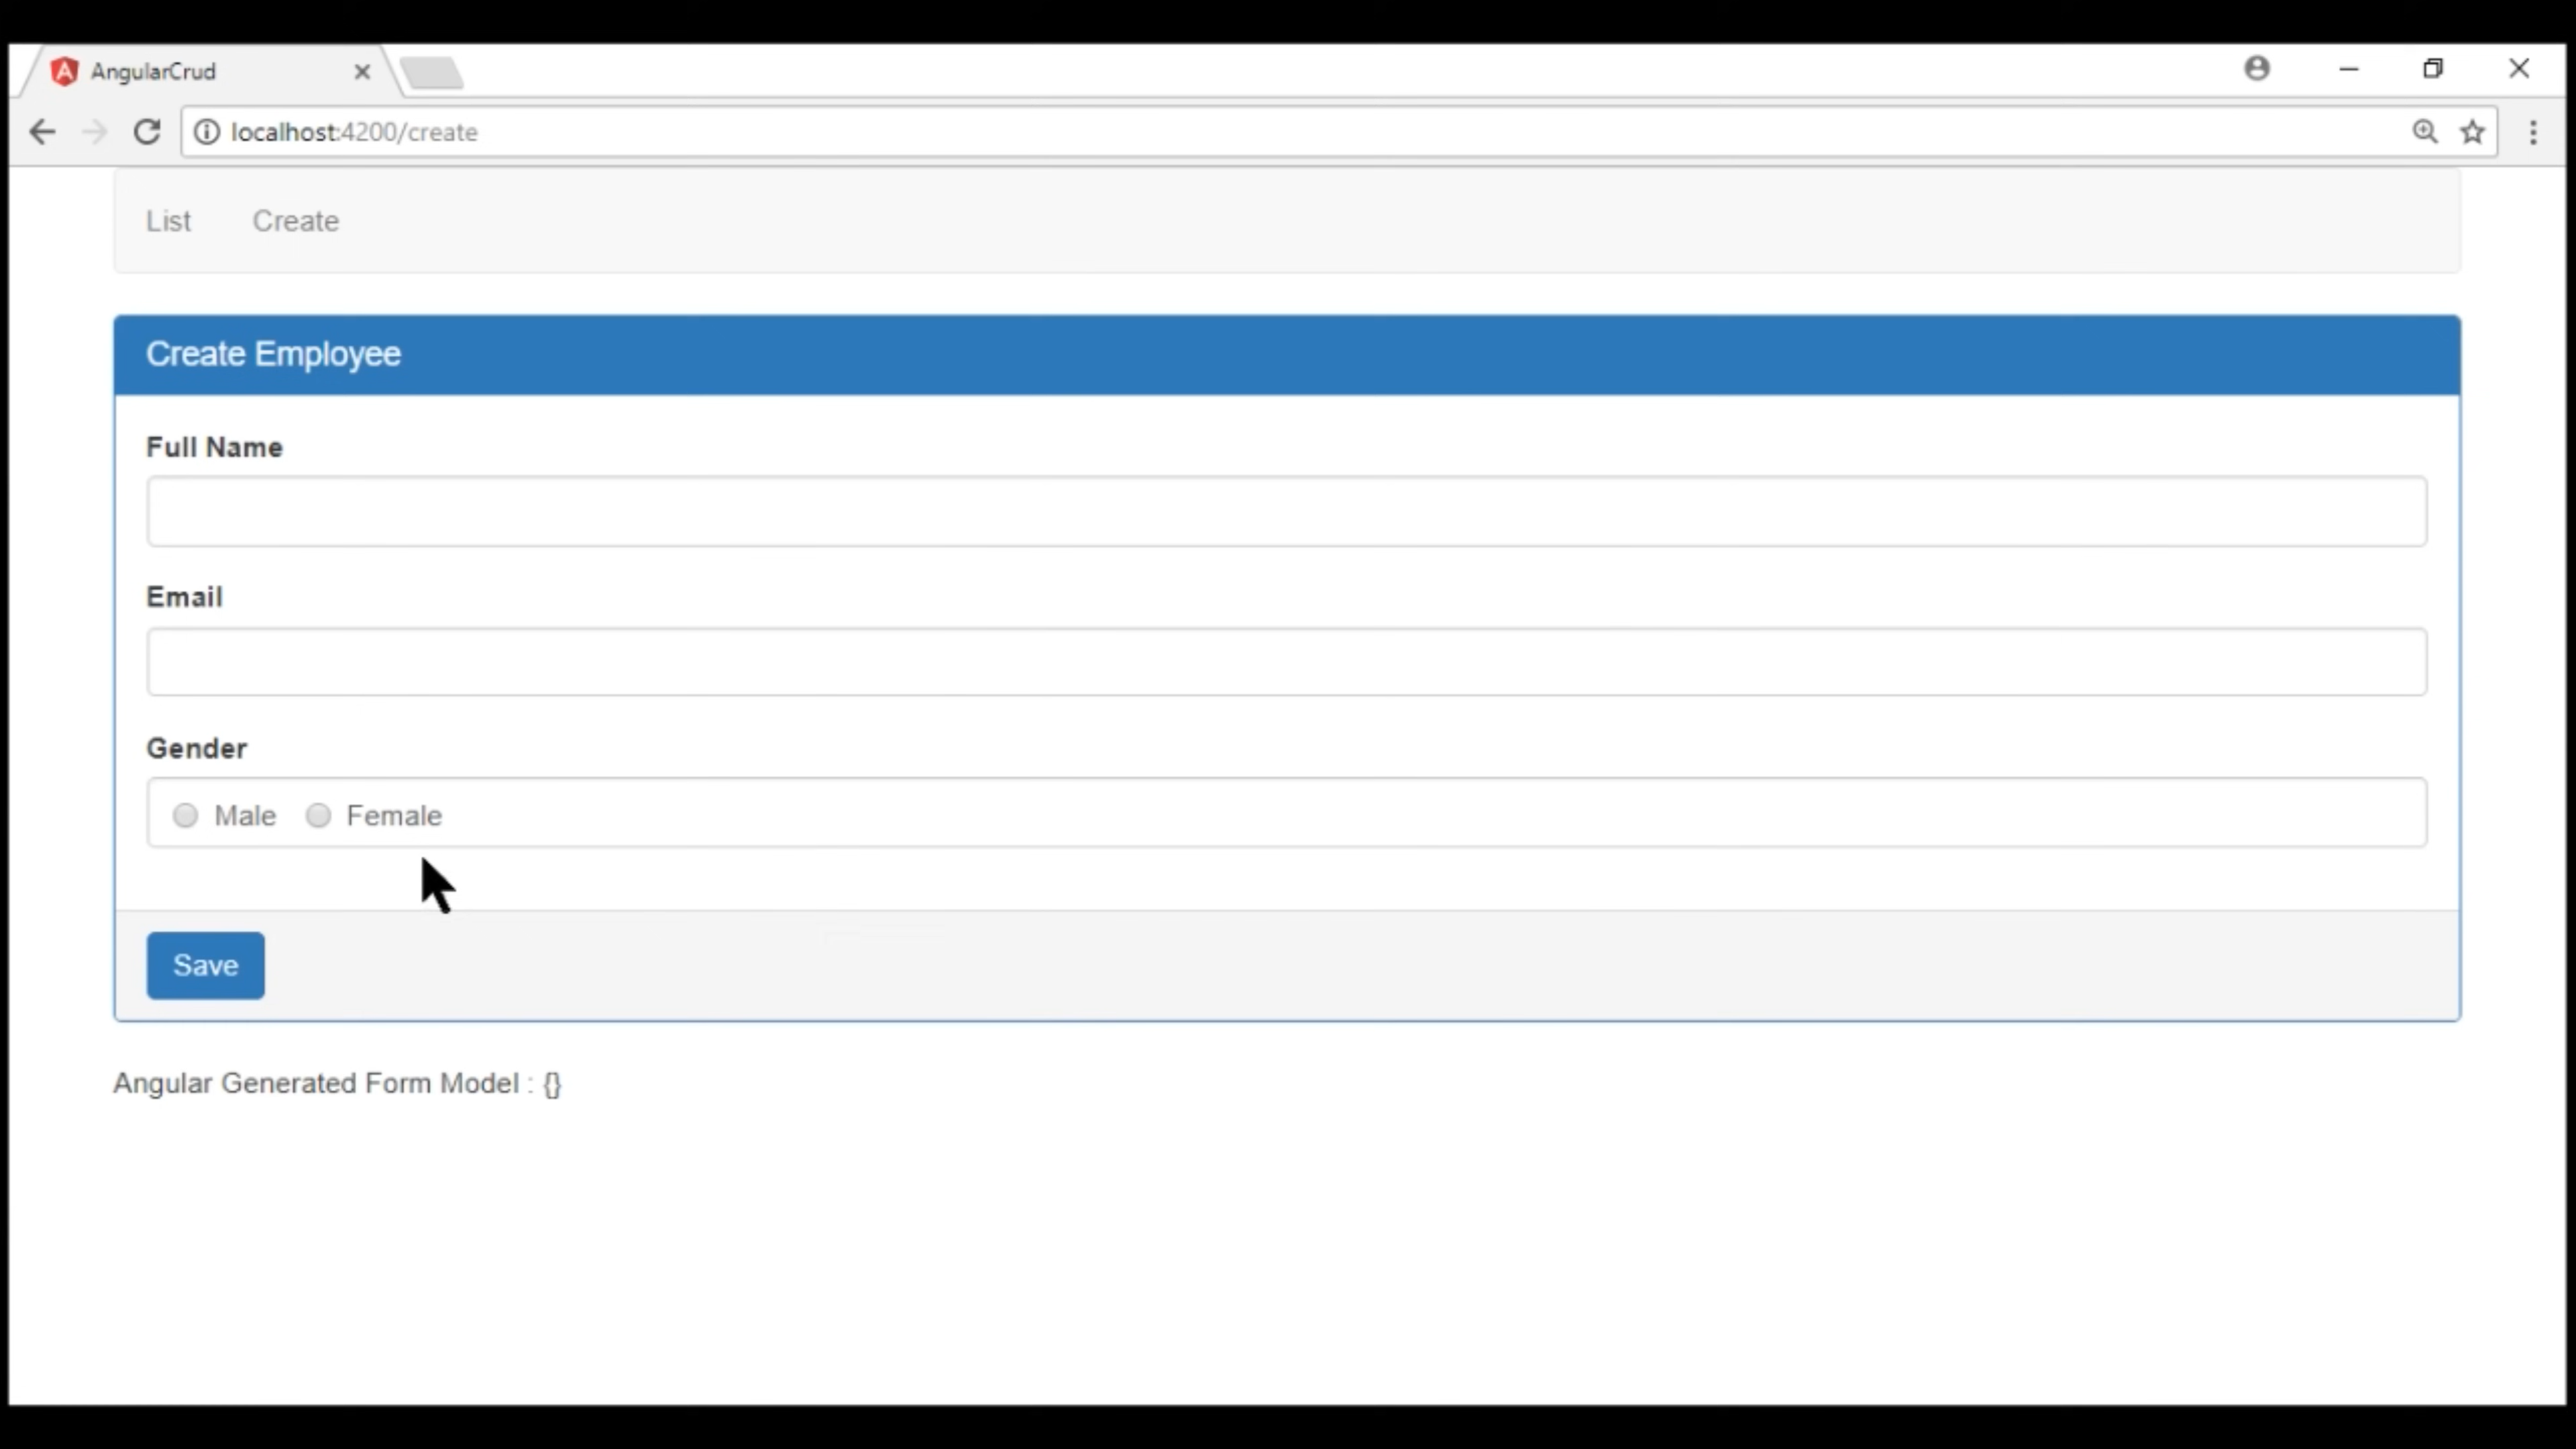 AngularCrud
localhost:4200/create
List Create
Create Employee
Full Name
Email
Gender
Male Female
Save
Angular Generated Form Model : {}